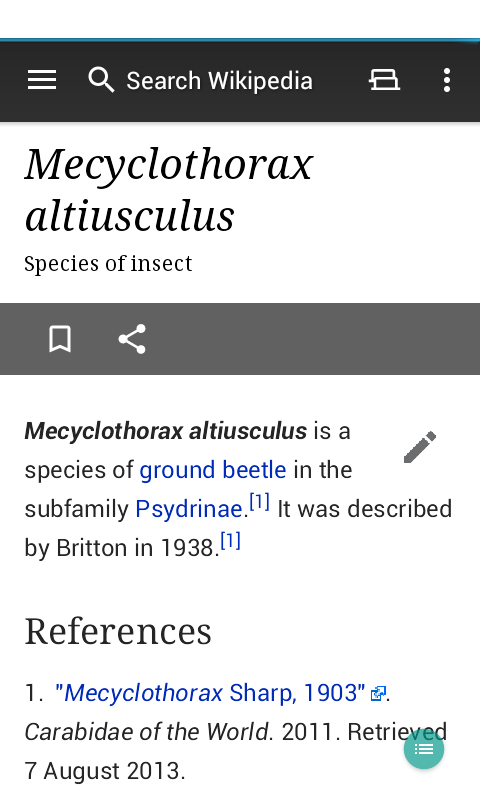 Search Wikipedia
Mecyclothorax
altiusculus
Species of insect
Mecyclothorax altiusculus is a
species of ground beetle in the
subfamily Psydrinae.[1] It was described
by Britton in 1938.[1]
References
1. "Mecyclothorax Sharp, 1903" .
Carabidae of the World. 2011. Retrieved
7 August 2013.